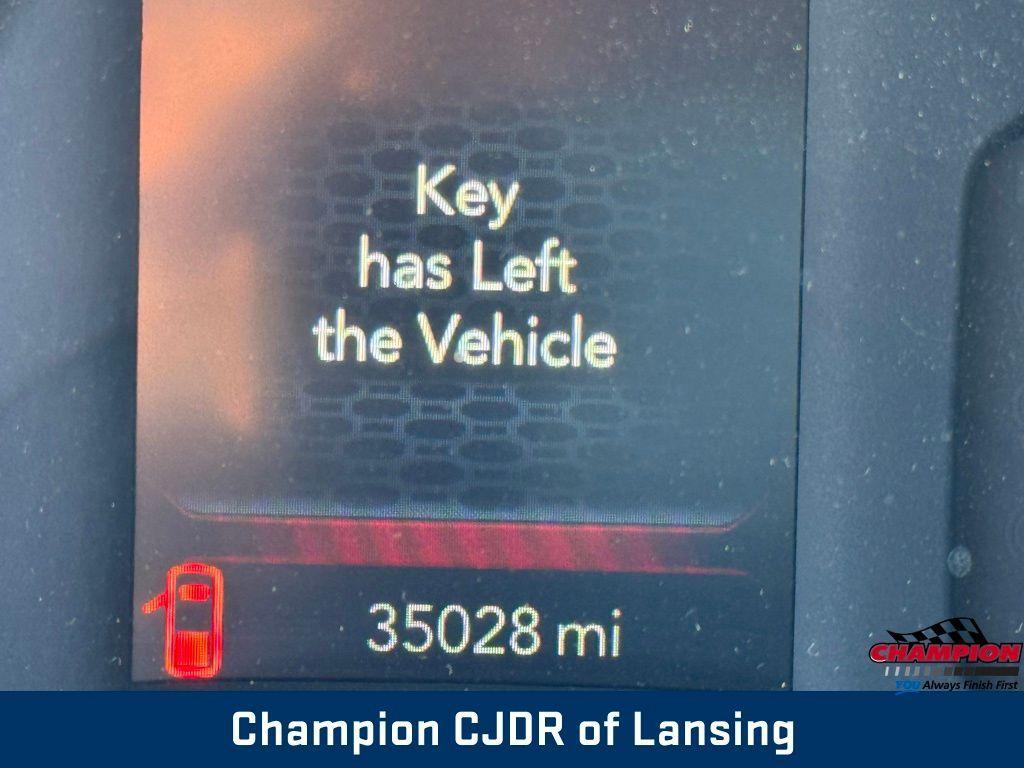 Key
has Left
the Vehicle
35028 mi
CHAMPION
YOU Always Finish First
Champion CJDR of Lansing